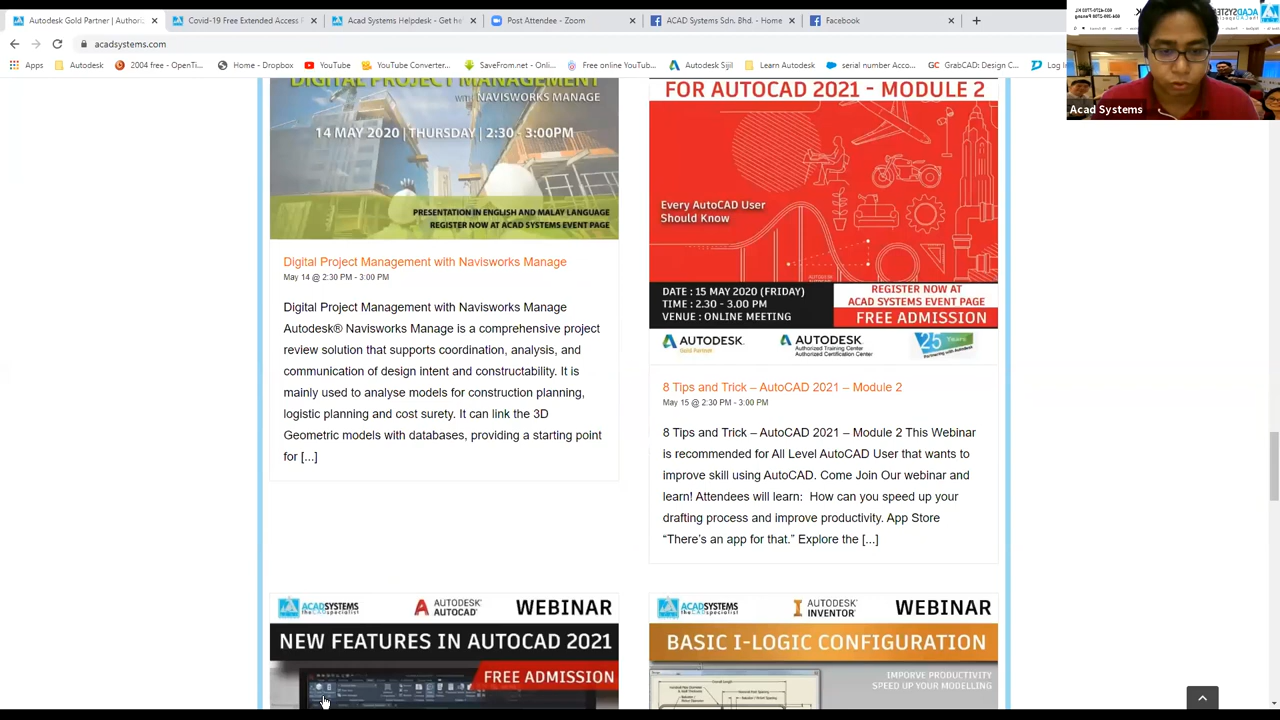 Autodesk Gold Partner | Authoriz
Covid-19 Free Extended Access P
Acad Systems Helpdesk - Get he
Post Attendee - Zoom
ACAD Systems Sdn. Bhd. - Home
Facebook
acadsystems.com
Apps
Autodesk
2004 free - OpenTi...
Home - Dropbox
YouTube
YouTube Converter...
SaveFrom.net - Onli...
Free online YouTub...
Autodesk Sijil
Learn Autodesk
serial number Acco...
GrabCAD: Design C...
Log In
Acad Systems
DIGITAL PROJECT MANAGEMENT
with NAVISWORKS MANAGE
14 MAY 2020 | THURSDAY | 2:30 - 3:00PM
PRESENTATION IN ENGLISH AND MALAY LANGUAGE
REGISTER NOW AT ACAD SYSTEMS EVENT PAGE
Digital Project Management with Navisworks Manage
May 14 @ 2:30 PM - 3:00 PM
Digital Project Management with Navisworks Manage
Autodesk® Navisworks Manage is a comprehensive project
review solution that supports coordination, analysis, and
communication of design intent and constructability. It is
mainly used to analyse models for construction planning,
logistic planning and cost surety. It can link the 3D
Geometric models with databases, providing a starting point
for [...]
FOR AUTOCAD 2021 - MODULE 2
Every AutoCAD User
Should Know
DATE : 15 MAY 2020 (FRIDAY)
TIME : 2.30 - 3.00 PM
VENUE : ONLINE MEETING
REGISTER NOW AT
ACAD SYSTEMS EVENT PAGE
FREE ADMISSION
AUTODESK.
Gold Partner
AUTODESK
Authorized Training Center
Authorized Certification Center
25 YEARS
Partnering with Autodesk
8 Tips and Trick – AutoCAD 2021 – Module 2
May 15 @ 2:30 PM - 3:00 PM
8 Tips and Trick – AutoCAD 2021 – Module 2 This Webinar
is recommended for All Level AutoCAD User that wants to
improve skill using AutoCAD. Come Join Our webinar and
learn! Attendees will learn: How can you speed up your
drafting process and improve productivity. App Store
“There’s an app for that.” Explore the [...]
ACADSYSTEMS
theCADspecialist
AUTODESK
AUTOCAD
WEBINAR
NEW FEATURES IN AUTOCAD 2021
FREE ADMISSION
ACADSYSTEMS
theCADspecialist
AUTODESK
INVENTOR
WEBINAR
BASIC I-LOGIC CONFIGURATION
IMPORVE PRODUCTIVITY
SPEED UP YOUR MODELLING